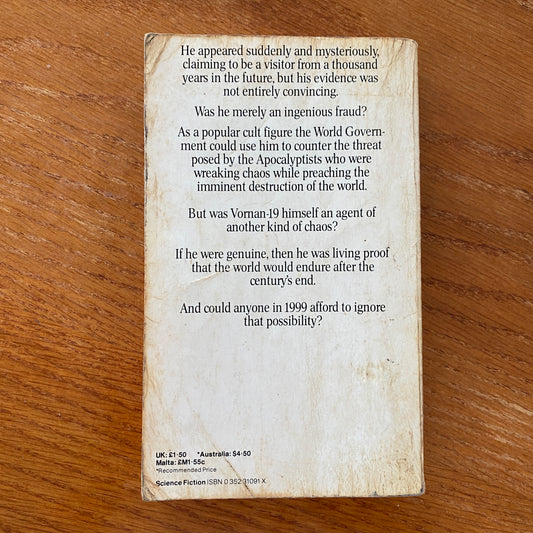 He appeared suddenly and mysteriously,
claiming to be a visitor from a thousand
years in the future, but his evidence was
not entirely convincing.
Was he merely an ingenious fraud?
As a popular cult figure the World Govern-
ment could use him to counter the threat
posed by the Apocalyptists who were
wreaking chaos while preaching the
imminent destruction of the world.
But was Vornan-19 himself an agent of
another kind of chaos?
If he were genuine, then he was living proof
that the world would endure after the
century's end.
And could anyone in 1999 afford to ignore
that possibility?
UK: £1·50 *Australia: $4·50
Malta: £M1·55c
*Recommended Price
Science Fiction ISBN 0 352 31091 X